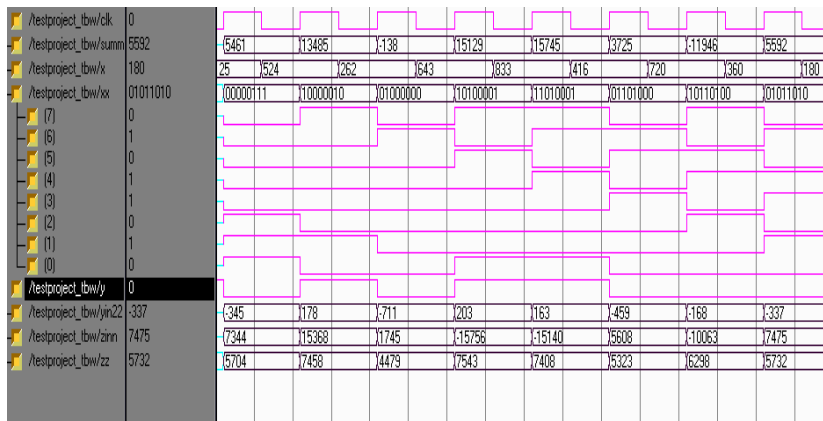 /testproject_tbw/clk 0
/testproject_tbw/summ 5592 5461 13485 -138 15129 15745 3725 -11946 5592
/testproject_tbw/x 180 25 524 262 643 833 416 720 360 180
/testproject_tbw/xx 01011010 00000111 10000010 01000000 10100001 11010001 01101000 10110100 01011010
(7) 0
(6) 1
(5) 0
(4) 1
(3) 1
(2) 0
(1) 1
(0) 0
/testproject_tbw/y 0
/testproject_tbw/yin22 -337 -345 178 -711 203 163 -459 -168 -337
/testproject_tbw/zinn 7475 7344 15368 1745 -15756 -15140 5608 -10063 7475
/testproject_tbw/zz 5732 5704 7458 4479 7543 7408 5323 6298 5732